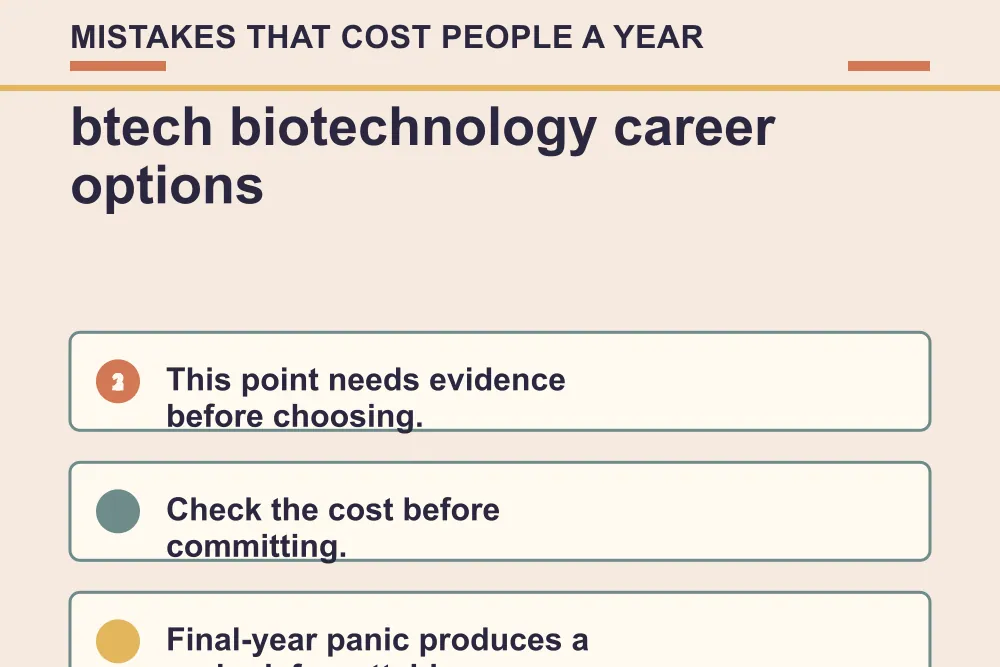 MISTAKES THAT COST PEOPLE A YEAR
btech biotechnology career
options
This point needs evidence
before choosing.
Check the cost before
committing.
Final-year panic produces a